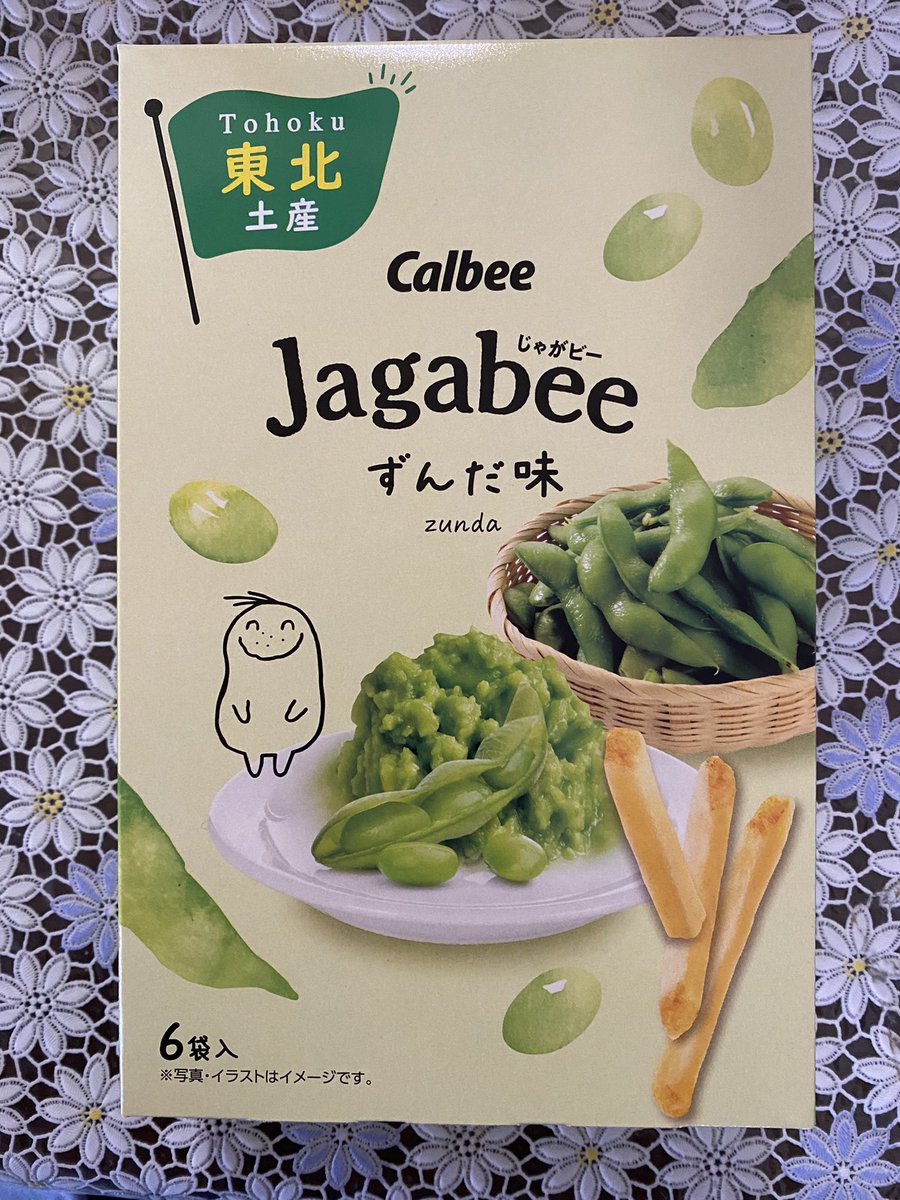 Tohoku
東北
土産
Calbee
じゃがビー
Jagabee
ずんだ味
zunda
6袋入
※写真・イラストはイメージです。